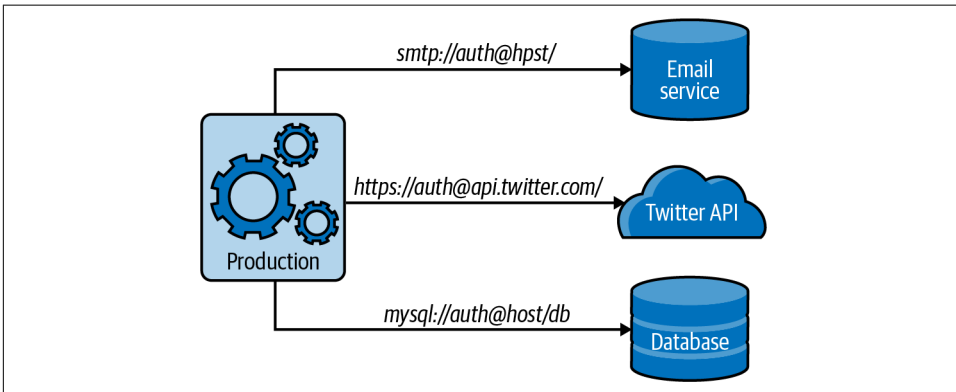 smtp://auth@hpst/
Email
service
https://auth@api.twitter.com/
Twitter API
Production
mysql://auth@host/db
Database